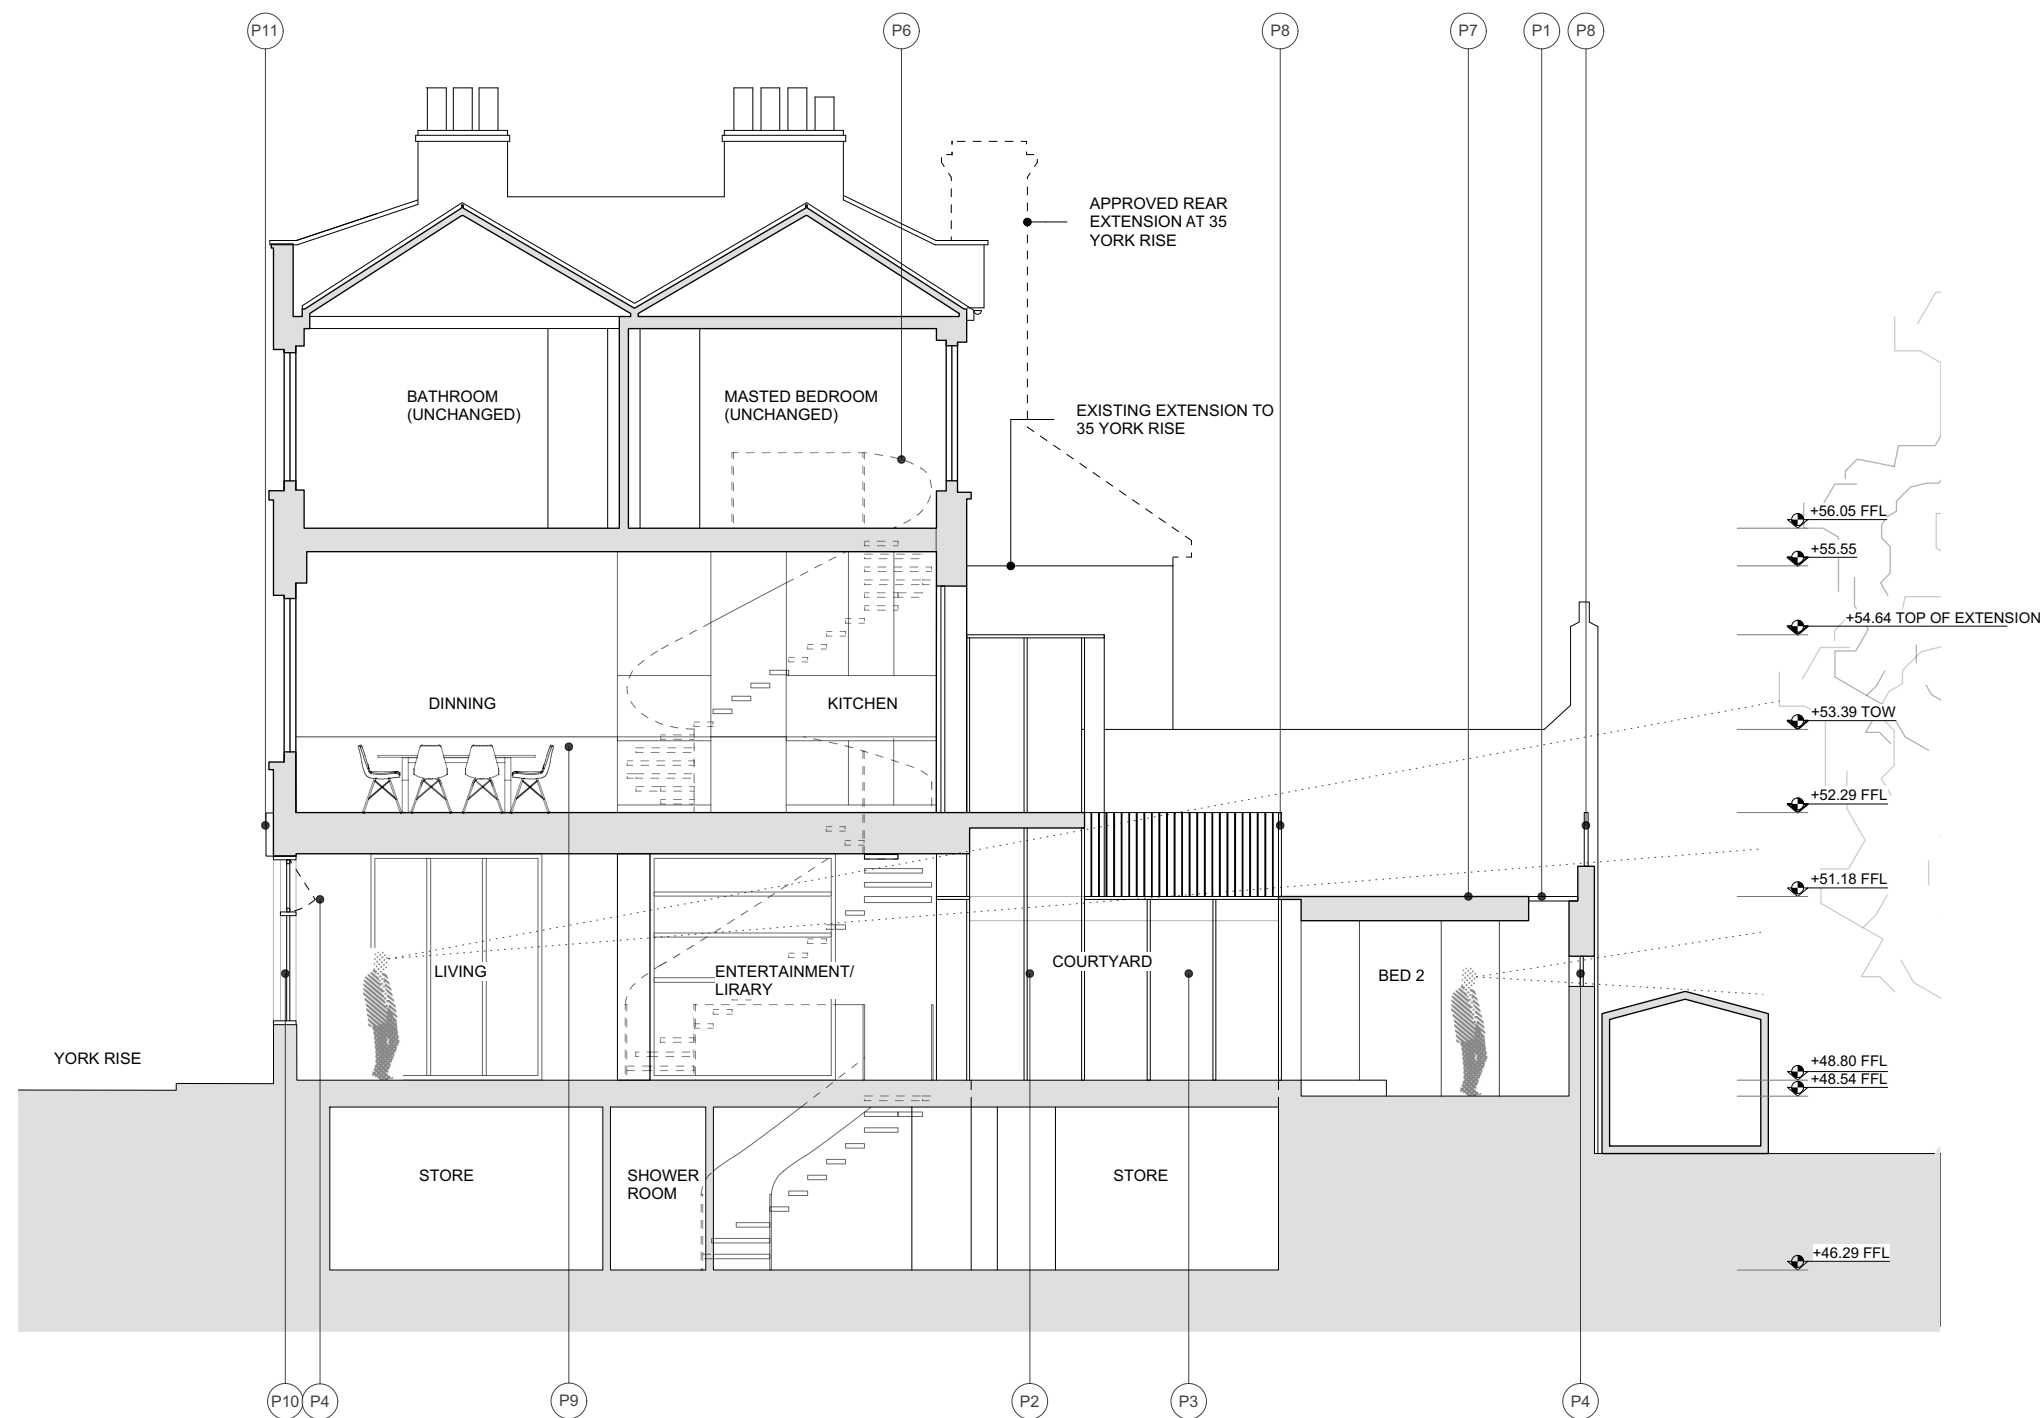 P11
P6
P8
P7
P1
P8
APPROVED REAR
EXTENSION AT 35
YORK RISE
BATHROOM
(UNCHANGED)
MASTED BEDROOM
(UNCHANGED)
EXISTING EXTENSION TO
35 YORK RISE
+56.05 FFL
+55.55
+54.64 TOP OF EXTENSION
DINNING
KITCHEN
+53.39 TOW
+52.29 FFL
+51.18 FFL
LIVING
ENTERTAINMENT/
LIRARY
COURTYARD
BED 2
YORK RISE
+48.80 FFL
+48.54 FFL
STORE
SHOWER
ROOM
STORE
+46.29 FFL
P10
P4
P9
P2
P3
P4